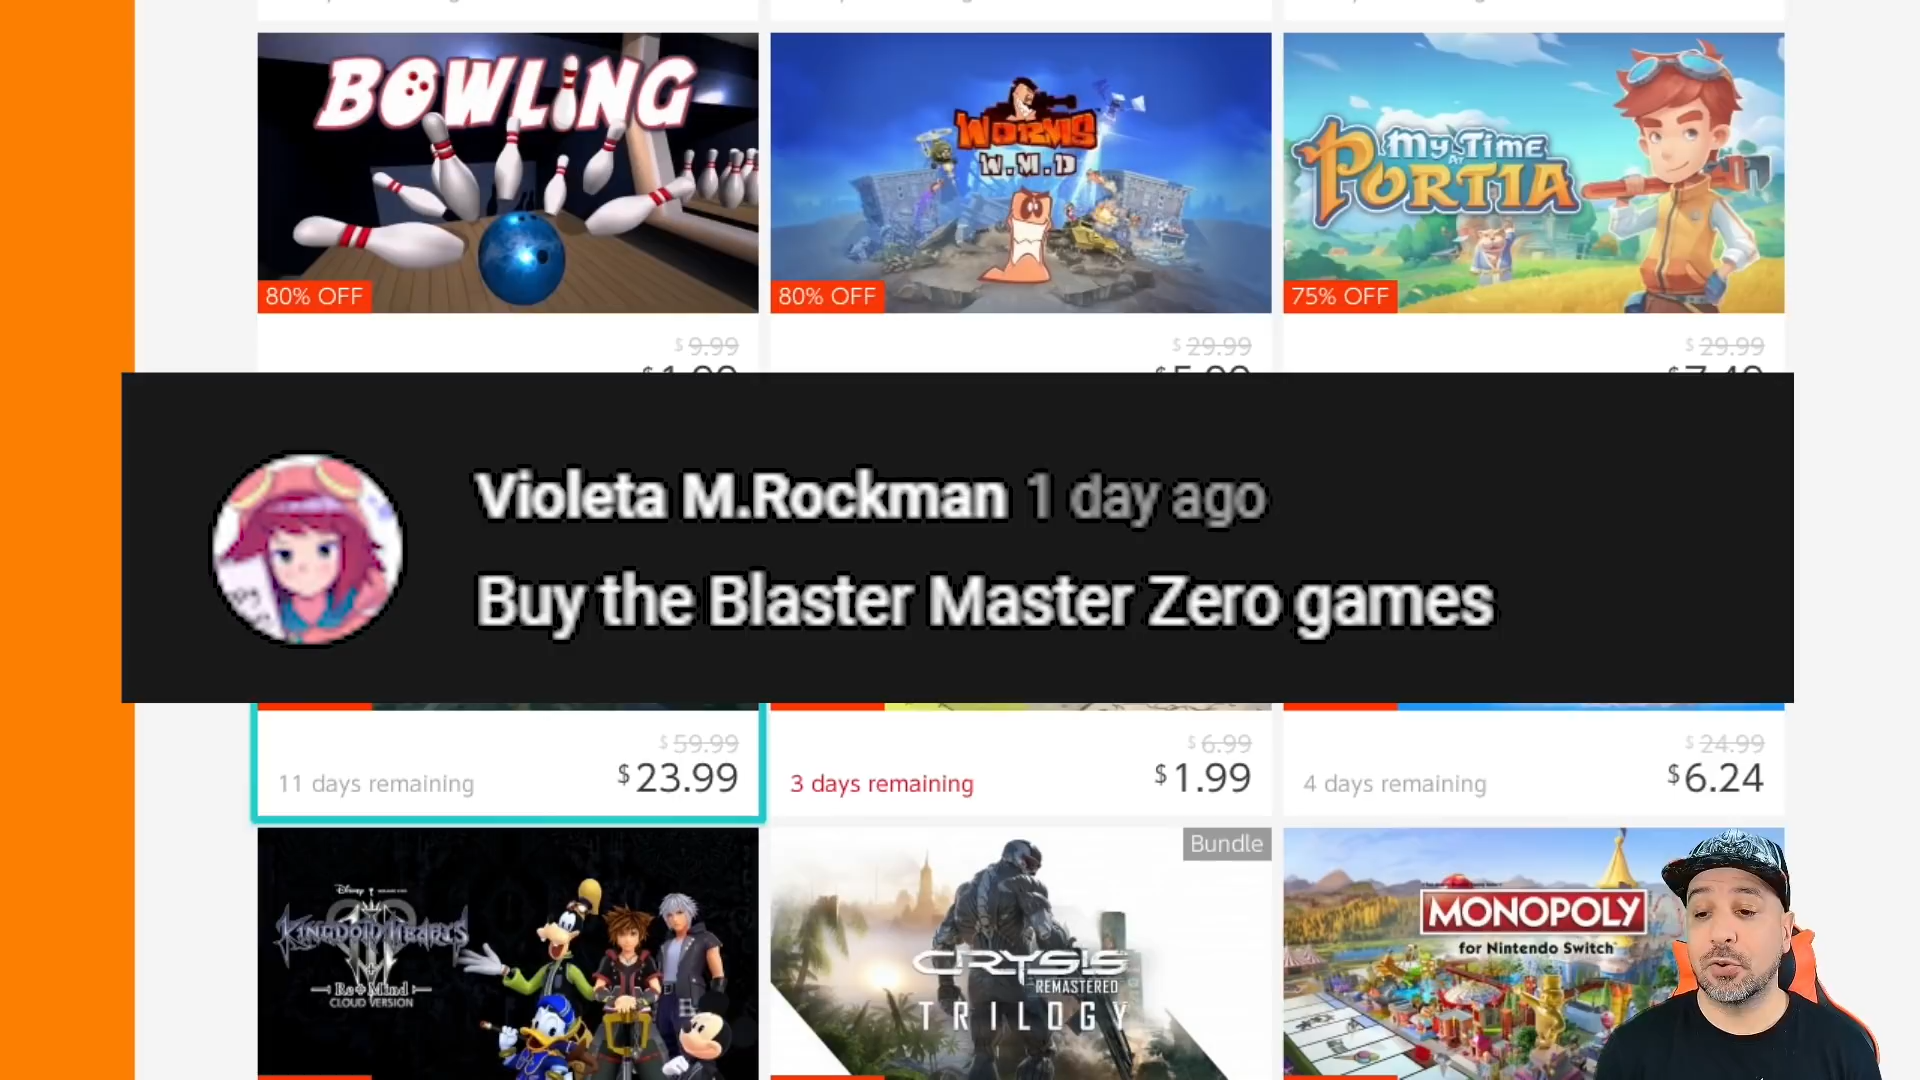 BOWLiNG
WORMS
W.M.D
My Time
AT
PORTIA
80% OFF
80% OFF
75% OFF
$ 9.99
$ 29.99
$ 29.99
Violeta M.Rockman 1 day ago
Buy the Blaster Master Zero games
$ 59.99
11 days remaining $ 23.99
$ 6.99
3 days remaining $ 1.99
$ 24.99
4 days remaining $ 6.24
Bundle
Disney
KINGDOM HEARTS
III
Re Mind
CLOUD VERSION
CRYSIS
REMASTERED
TRILOGY
MONOPOLY
for Nintendo Switch